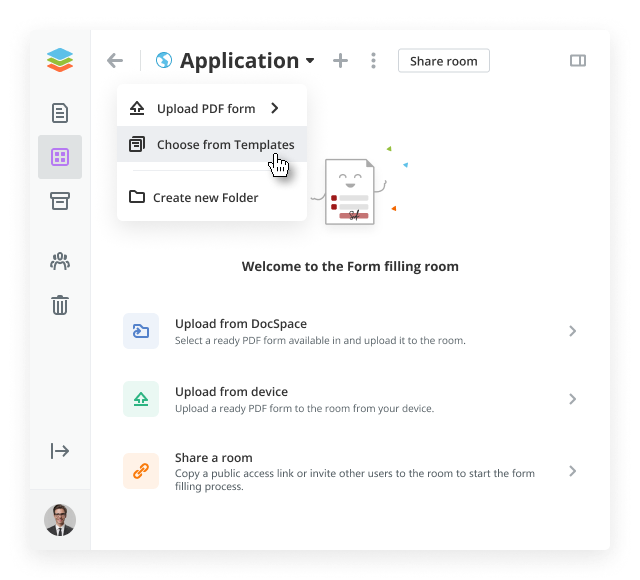 Application
Share room
Upload PDF form
Choose from Templates
Create new Folder
Welcome to the Form filling room
Upload from DocSpace
Select a ready PDF form available in and upload it to the room.
Upload from device
Upload a ready PDF form to the room from your device.
Share a room
Copy a public access link or invite other users to the room to start the form
filling process.